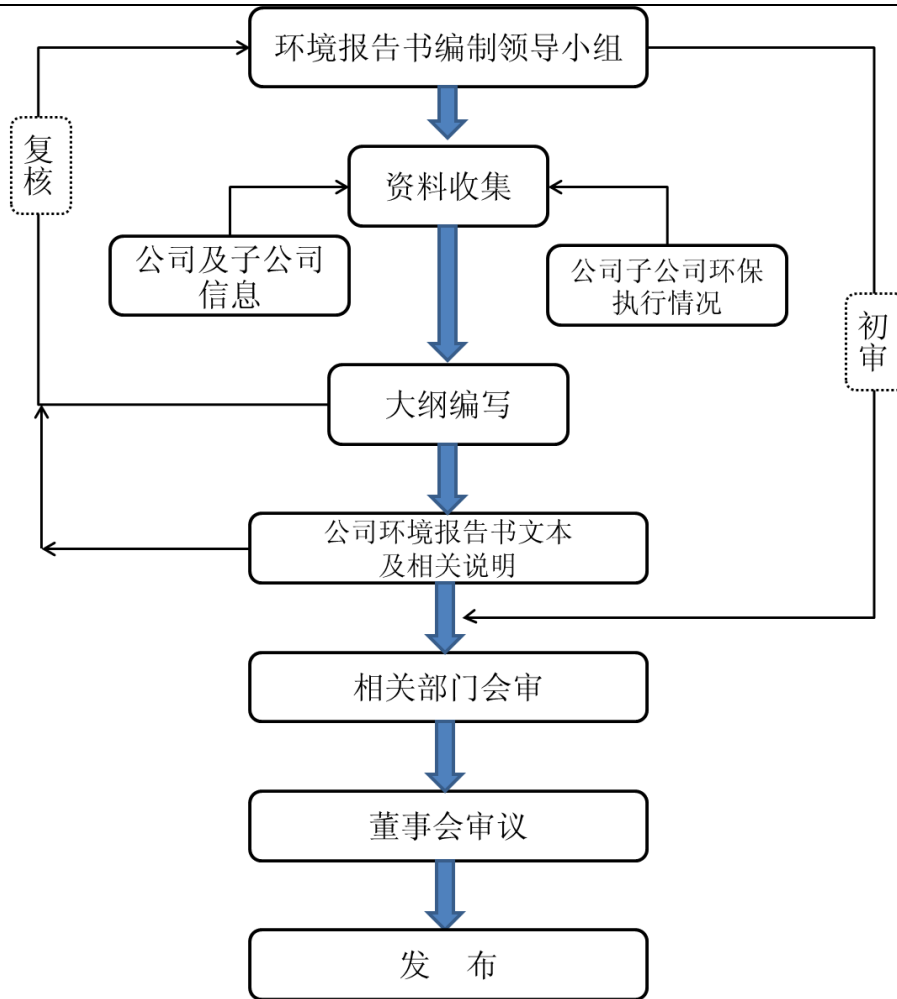 环境报告书编制领导小组
复
核
资料收集
公司及子公司
信息
公司子公司环保
执行情况
初
审
大纲编写
公司环境报告书文本
及相关说明
相关部门会审
董事会审议
发 布